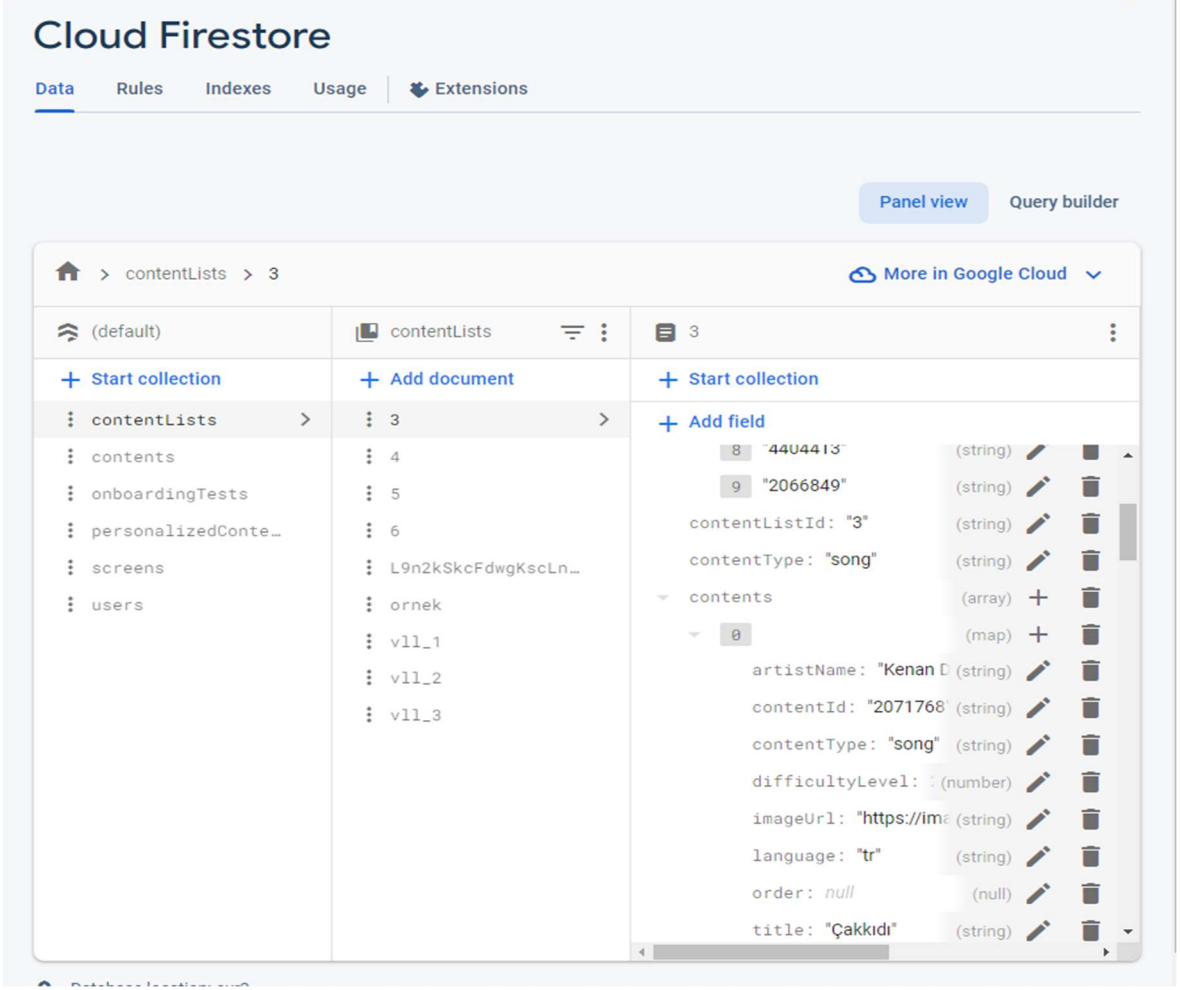 Cloud Firestore
Data Rules Indexes Usage Extensions
Panel view Query builder
contentLists > 3
More in Google Cloud
(default)
contentLists
3
Start collection
Add document
Start collection
contentLists
contents
onboardingTests
personalizedConte…
screens
users
3
4
5
6
L9n2kSkcFdwgKscLn…
ornek
vll_1
vll_2
vll_3
Add field
8 "4404413" (string)
9 "2066849" (string)
contentListId: "3" (string)
contentType: "song" (string)
contents (array)
0 (map)
artistName: "Kenan D (string)
contentId: "2071768" (string)
contentType: "song" (string)
difficultyLevel: (number)
imageUrl: "https://ima (string)
language: "tr" (string)
order: null (null)
title: "Çakkıdı" (string)